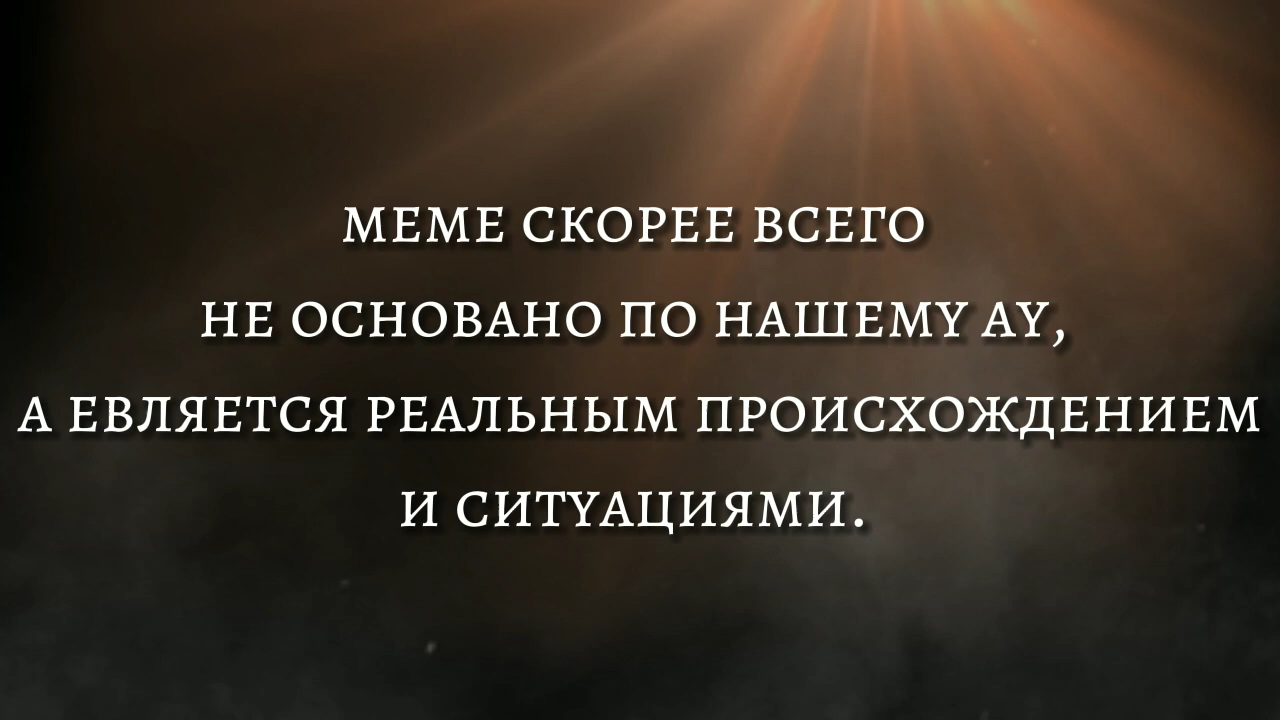 МЕМЕ СКОРЕЕ ВСЕГО
НЕ ОСНОВАНО ПО НАШЕМУ АУ,
А ЕВЛЯЕТСЯ РЕАЛЬНЫМ ПРОИСХОЖДЕНИЕМ
И СИТУАЦИЯМИ.